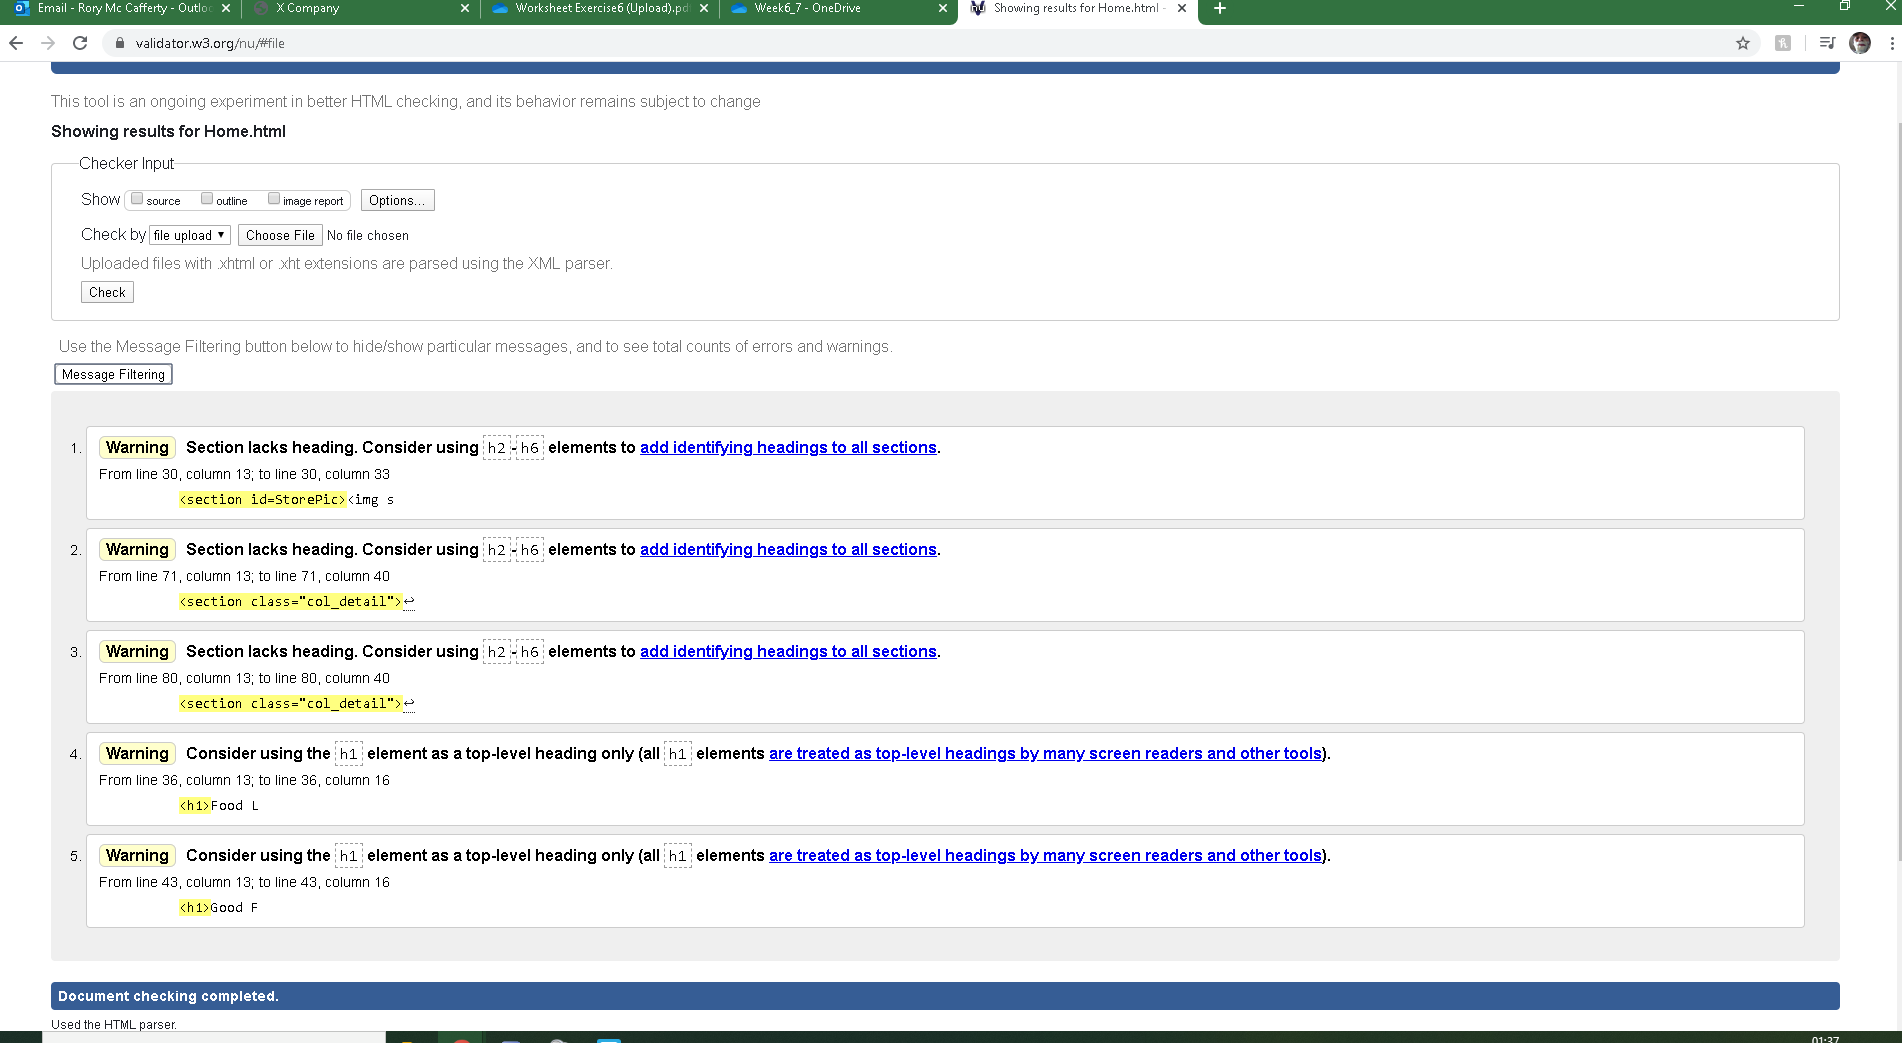 Email - Rory Mc Cafferty - Outlo
X Company
Worksheet Exercise6 (Upload).pd
Week6_7 - OneDrive
Showing results for Home.html -
validator.w3.org/nu/#file
This tool is an ongoing experiment in better HTML checking, and its behavior remains subject to change
Showing results for Home.html
Checker Input
Show source outline image report Options...
Check by file upload Choose File No file chosen
Uploaded files with .xhtml or .xht extensions are parsed using the XML parser.
Check
Use the Message Filtering button below to hide/show particular messages, and to see total counts of errors and warnings.
Message Filtering
1. Warning Section lacks heading. Consider using h2-h6 elements to add identifying headings to all sections.
From line 30, column 13; to line 30, column 33
<section id=StorePic><img s
2. Warning Section lacks heading. Consider using h2-h6 elements to add identifying headings to all sections.
From line 71, column 13; to line 71, column 40
<section class="col_detail">↩
3. Warning Section lacks heading. Consider using h2-h6 elements to add identifying headings to all sections.
From line 80, column 13; to line 80, column 40
<section class="col_detail">↩
4. Warning Consider using the h1 element as a top-level heading only (all h1 elements are treated as top-level headings by many screen readers and other tools).
From line 36, column 13; to line 36, column 16
<h1>Food L
5. Warning Consider using the h1 element as a top-level heading only (all h1 elements are treated as top-level headings by many screen readers and other tools).
From line 43, column 13; to line 43, column 16
<h1>Good F
Document checking completed.
Used the HTML parser.
01:37